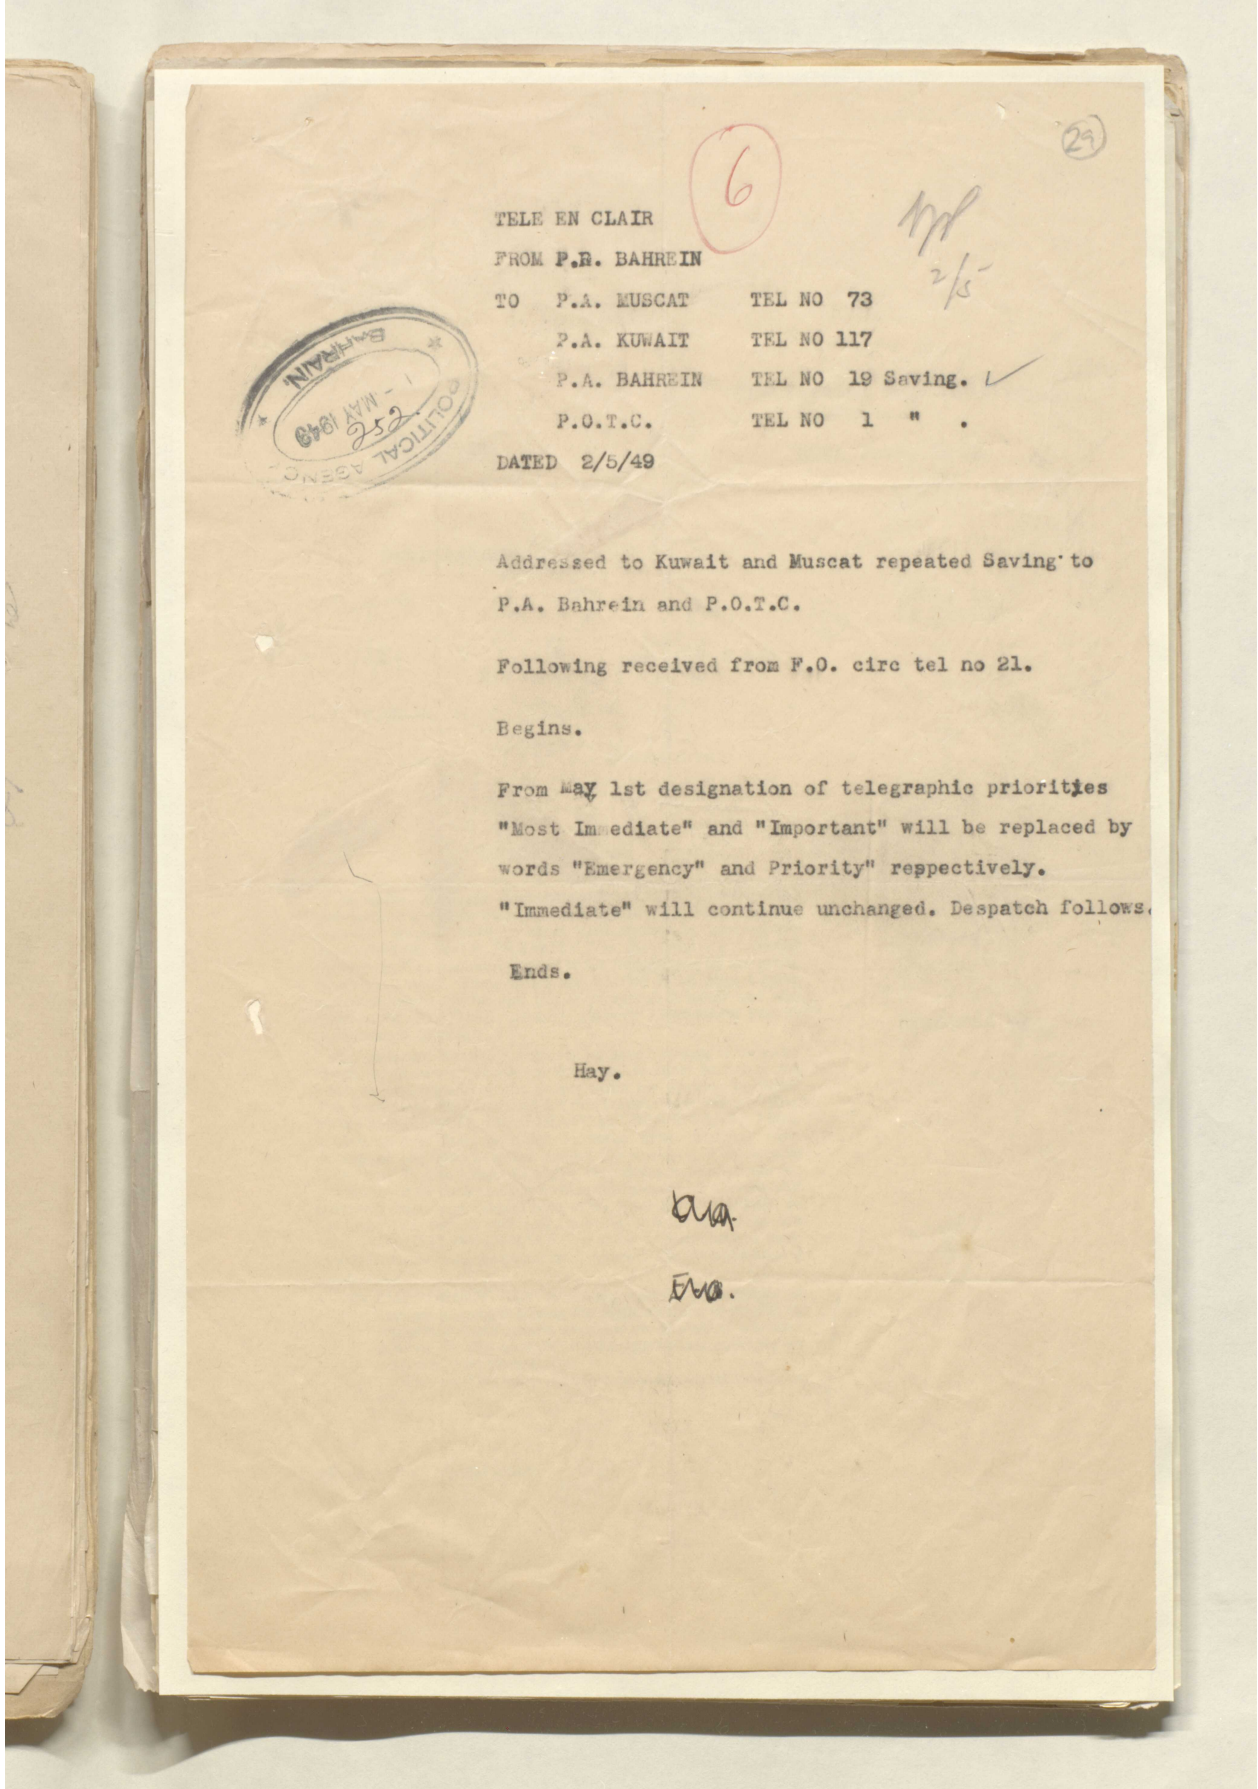 29
6
TELE EN CLAIR
FROM P.R. BAHREIN
2/5
TO P.A. MUSCAT TEL NO 73
P.A. KUWAIT TEL NO 117
P.A. BAHREIN TEL NO 19 Saving. ✓
P.O.T.C. TEL NO 1 " .
DATED 2/5/49
POLITICAL AGENC
BAHRAIN.
- MAY 1949
252
Addressed to Kuwait and Muscat repeated Saving to
P.A. Bahrein and P.O.T.C.
Following received from F.O. circ tel no 21.
Begins.
From May 1st designation of telegraphic priorities
"Most Immediate" and "Important" will be replaced by
words "Emergency" and Priority" respectively.
"Immediate" will continue unchanged. Despatch follows.
Ends.
Hay.